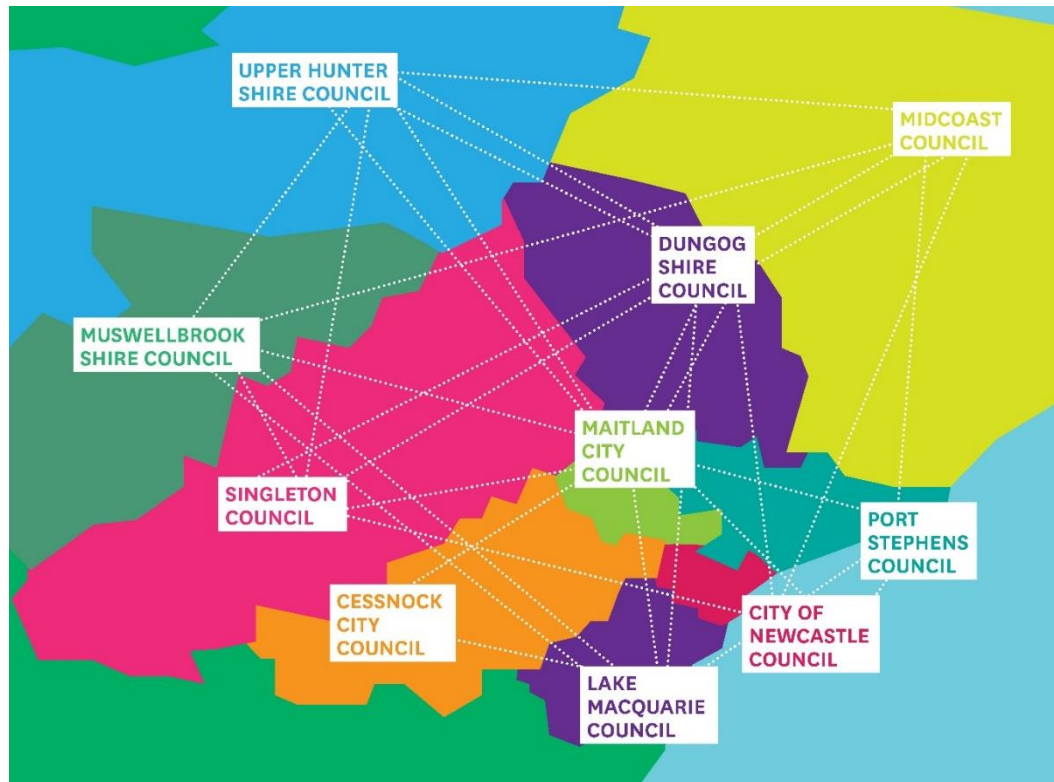 UPPER HUNTER
SHIRE COUNCIL
MIDCOAST
COUNCIL
DUNGOG
SHIRE
COUNCIL
MUSWELLBROOK
SHIRE COUNCIL
MAITLAND
CITY
COUNCIL
SINGLETON
COUNCIL
PORT
STEPHENS
COUNCIL
CESSNOCK
CITY
COUNCIL
CITY OF
NEWCASTLE
COUNCIL
LAKE
MACQUARIE
COUNCIL